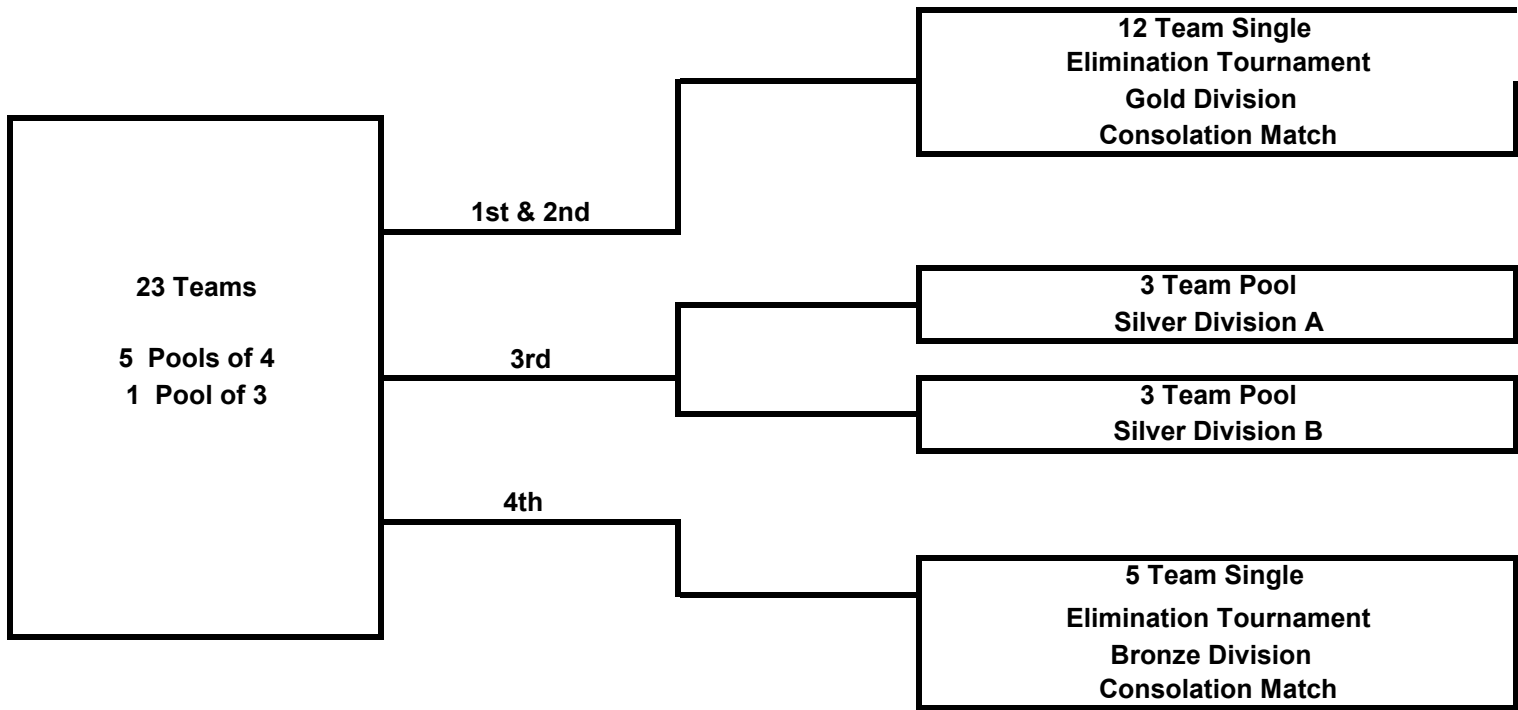 23 Teams
5 Pools of 4
1 Pool of 3
1st & 2nd
3rd
4th
12 Team Single
Elimination Tournament
Gold Division
Consolation Match
3 Team Pool
Silver Division A
3 Team Pool
Silver Division B
5 Team Single
Elimination Tournament
Bronze Division
Consolation Match